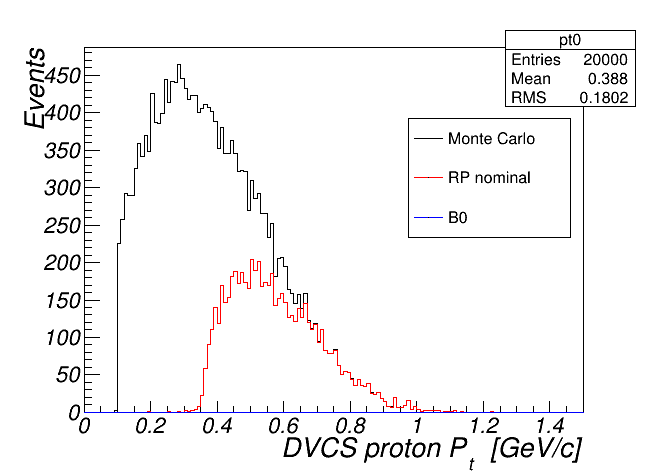 pt0
Entries 20000
Mean 0.388
RMS 0.1802
Events
450
400
350
300
250
200
150
100
50
0
Monte Carlo
RP nominal
B0
0 0.2 0.4 0.6 0.8 1 1.2 1.4
DVCS proton Pt [GeV/c]